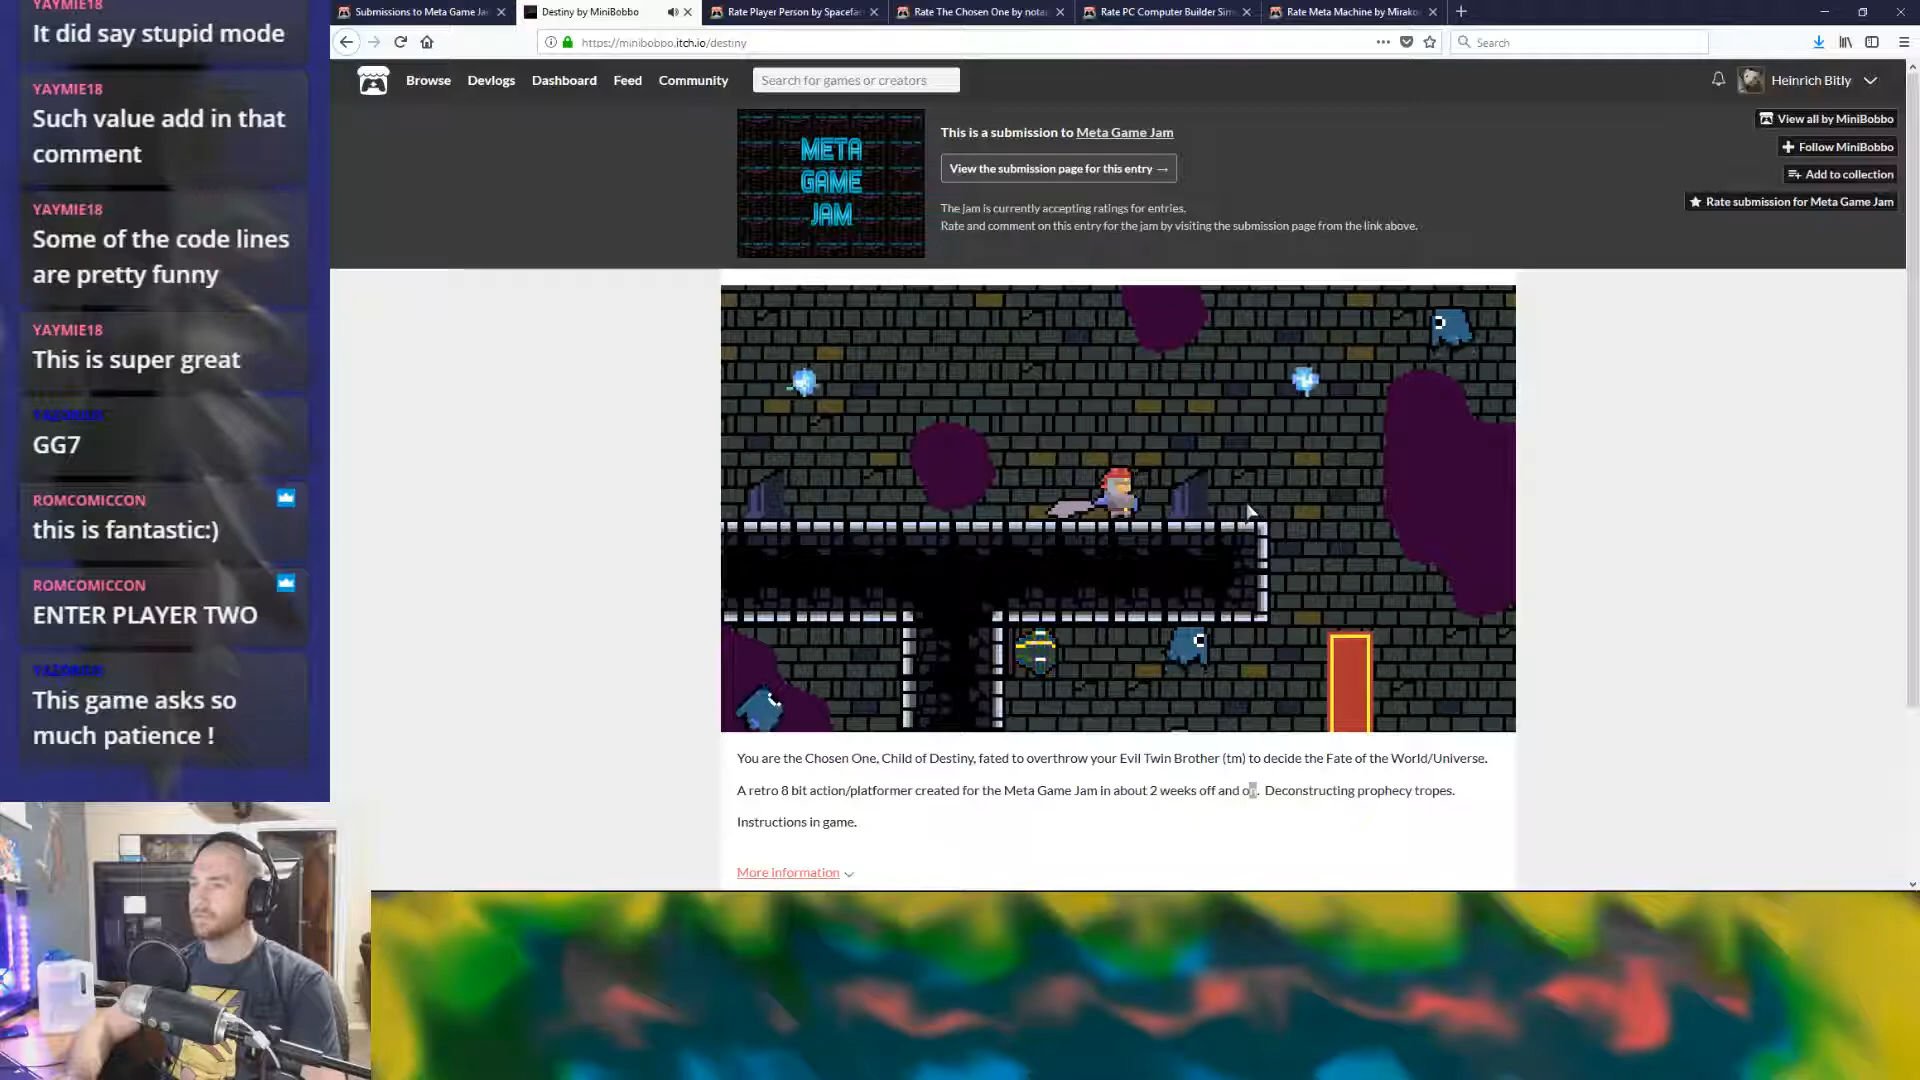 YAYMIE18
It did say stupid mode
YAYMIE18
Such value add in that
comment
YAYMIE18
Some of the code lines
are pretty funny
YAYMIE18
This is super great
GG7
ROMCOMICCON
this is fantastic:)
ROMCOMICCON
ENTER PLAYER TWO
This game asks so
much patience !
Submissions to Meta Game Ja
Destiny by MiniBobbo
Rate Player Person by Spacefa
Rate The Chosen One by nota
Rate PC Computer Builder Sim
Rate Meta Machine by Mirako
https://minibobbo.itch.io/destiny
Search
Browse
Devlogs
Dashboard
Feed
Community
Search for games or creators
Heinrich Bitly
META
GAME
JAM
This is a submission to Meta Game Jam
View the submission page for this entry →
The jam is currently accepting ratings for entries.
Rate and comment on this entry for the jam by visiting the submission page from the link above.
View all by MiniBobbo
Follow MiniBobbo
Add to collection
Rate submission for Meta Game Jam
You are the Chosen One, Child of Destiny, fated to overthrow your Evil Twin Brother (tm) to decide the Fate of the World/Universe.
A retro 8 bit action/platformer created for the Meta Game Jam in about 2 weeks off and o. Deconstructing prophecy tropes.
Instructions in game.
More information